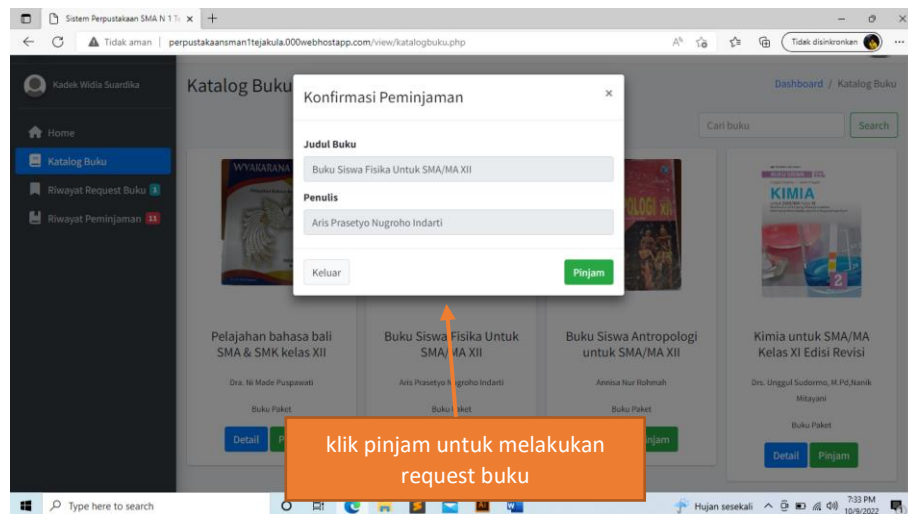 Sistem Perpustakaan SMA N 1 Te
Tidak aman | perpustakaansman1tejakula.000webhostapp.com/view/katalogbuku.php
Tidak disinkronkan
Kadek Widia Suardika
Home
Katalog Buku
Riwayat Request Buku 1
Riwayat Peminjaman 11
Katalog Buku
Dashboard / Katalog Buku
Cari buku
Search
Konfirmasi Peminjaman
×
Judul Buku
Buku Siswa Fisika Untuk SMA/MA XII
Penulis
Aris Prasetyo Nugroho Indarti
Keluar
Pinjam
WYAKARANA
KIMIA
2
Pelajahan bahasa bali
SMA & SMK kelas XII
Dra. Ni Made Puspawati
Buku Paket
Detail
Buku Siswa Fisika Untuk
SMA/MA XII
Aris Prasetyo Nugroho Indarti
Buku Paket
Buku Siswa Antropologi
untuk SMA/MA XII
Annisa Nur Rohmah
Buku Paket
Kimia untuk SMA/MA
Kelas XI Edisi Revisi
Drs. Unggul Sudarmo, M.Pd,Nanik
Mitayani
Buku Paket
Detail
Pinjam
klik pinjam untuk melakukan
request buku
Type here to search
Hujan sesekali
7:33 PM
10/9/2022